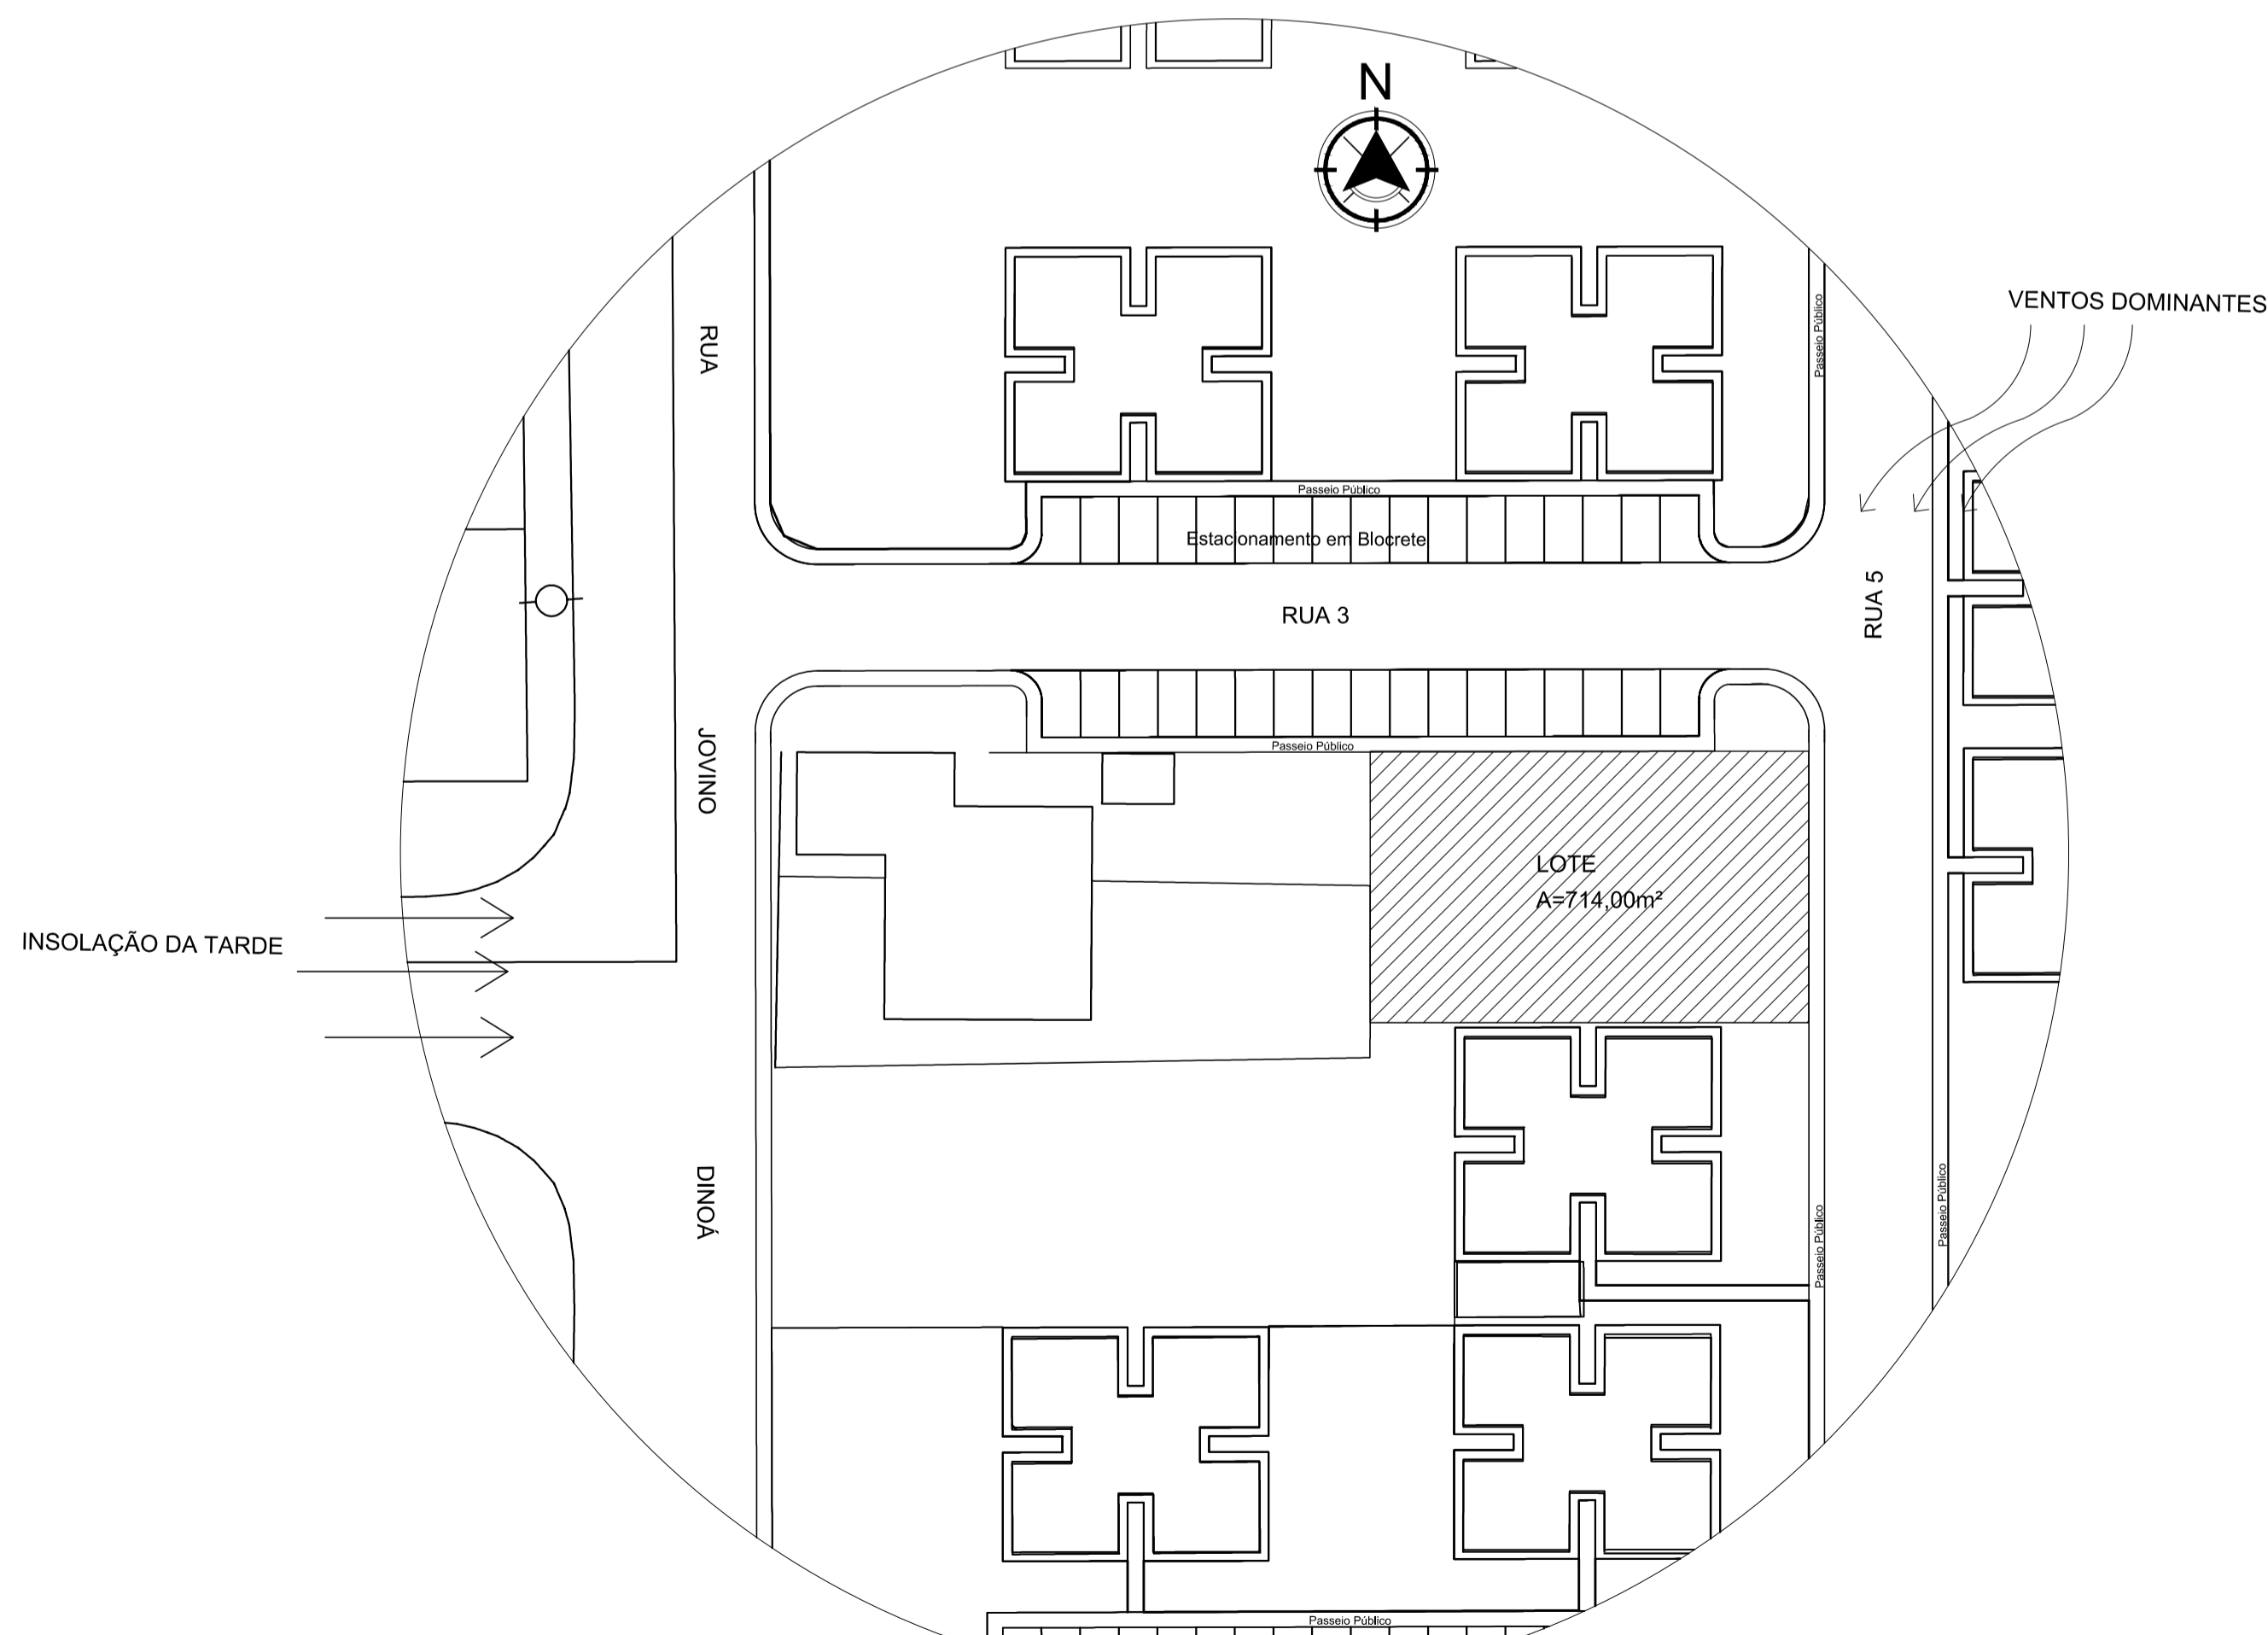 N
VENTOS DOMINANTES
Passeio Público
RUA
Passeio Público
Estacionamento em Blocrete
RUA 3
RUA 5
JOVINO
Passeio Público
LOTE
A=714,00m²
INSOLAÇÃO DA TARDE
DINOÁ
Passeio Público
Passeio Público
Passeio Público